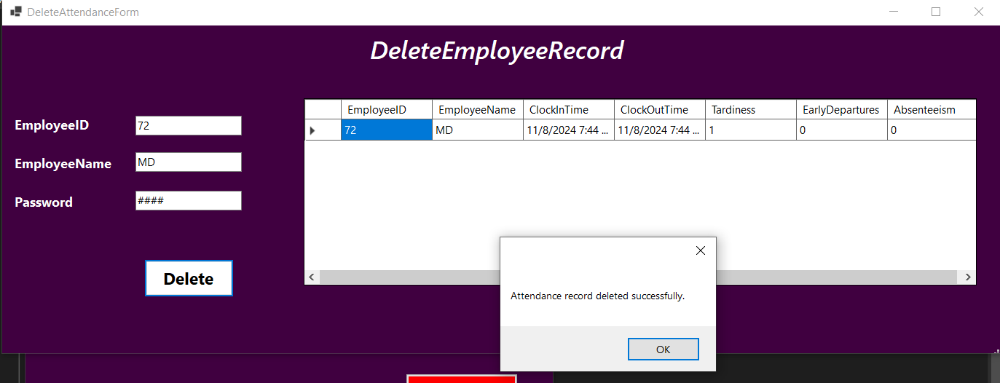 DeleteAttendanceForm
DeleteEmployeeRecord
EmployeeID 72
EmployeeName MD
Password ####
Delete
EmployeeID EmployeeName ClockInTime ClockOutTime Tardiness EarlyDepartures Absenteeism
72 MD 11/8/2024 7:44 ... 11/8/2024 7:44 ... 1 0 0
Attendance record deleted successfully.
OK